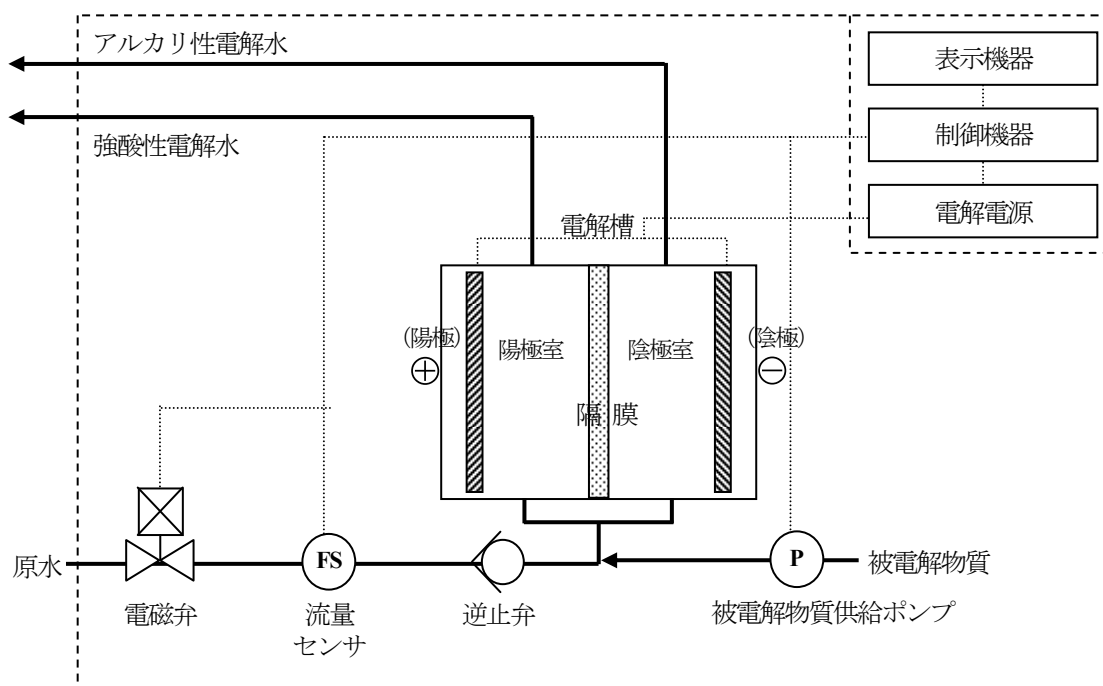 アルカリ性電解水
強酸性電解水
表示機器
制御機器
電解電源
電解槽
(陽極)
陽極室
陰極室
(陰極)
隔膜
原水
FS
P
被電解物質
電磁弁
流量
センサ
逆止弁
被電解物質供給ポンプ